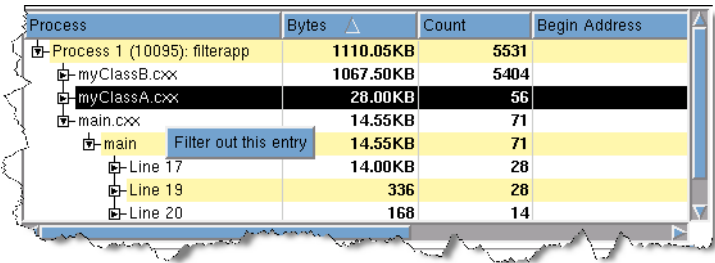 Process Bytes Count Begin Address
Process 1 (10095): filterapp 1110.05KB 5531
myClassB.cxx 1067.50KB 5404
myClassA.cxx 28.00KB 56
main.cxx 14.55KB 71
main Filter out this entry 14.55KB 71
Line 17 14.00KB 28
Line 19 336 28
Line 20 168 14